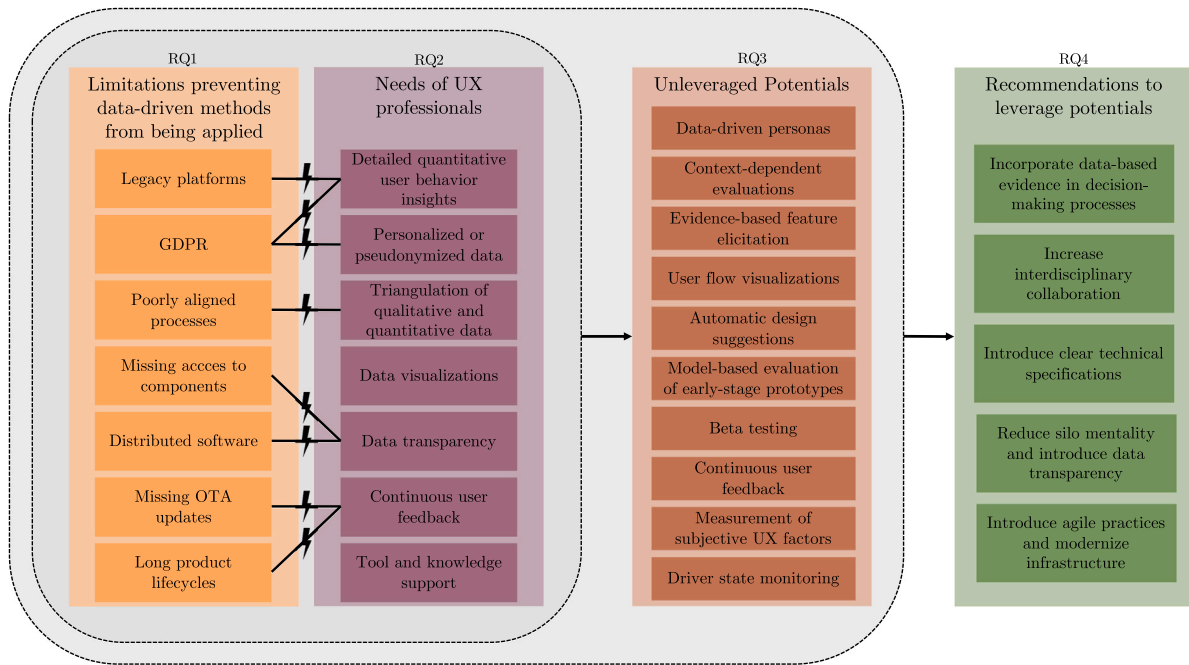 RQ1
Limitations preventing
data-driven methods
from being applied
Legacy platforms
GDPR
Poorly aligned
processes
Missing accces to
components
Distributed software
Missing OTA
updates
Long product
lifecycles
RQ2
Needs of UX
professionals
Detailed quantitative
user behavior
insights
Personalized or
pseudonymized data
Triangulation of
qualitative and
quantitative data
Data visualizations
Data transparency
Continuous user
feedback
Tool and knowledge
support
RQ3
Unleveraged Potentials
Data-driven personas
Context-dependent
evaluations
Evidence-based feature
elicitation
User flow visualizations
Automatic design
suggestions
Model-based evaluation
of early-stage prototypes
Beta testing
Continuous user
feedback
Measurement of
subjective UX factors
Driver state monitoring
RQ4
Recommendations to
leverage potentials
Incorporate data-based
evidence in decision-
making processes
Increase
interdisciplinary
collaboration
Introduce clear technical
specifications
Reduce silo mentality
and introduce data
transparency
Introduce agile practices
and modernize
infrastructure